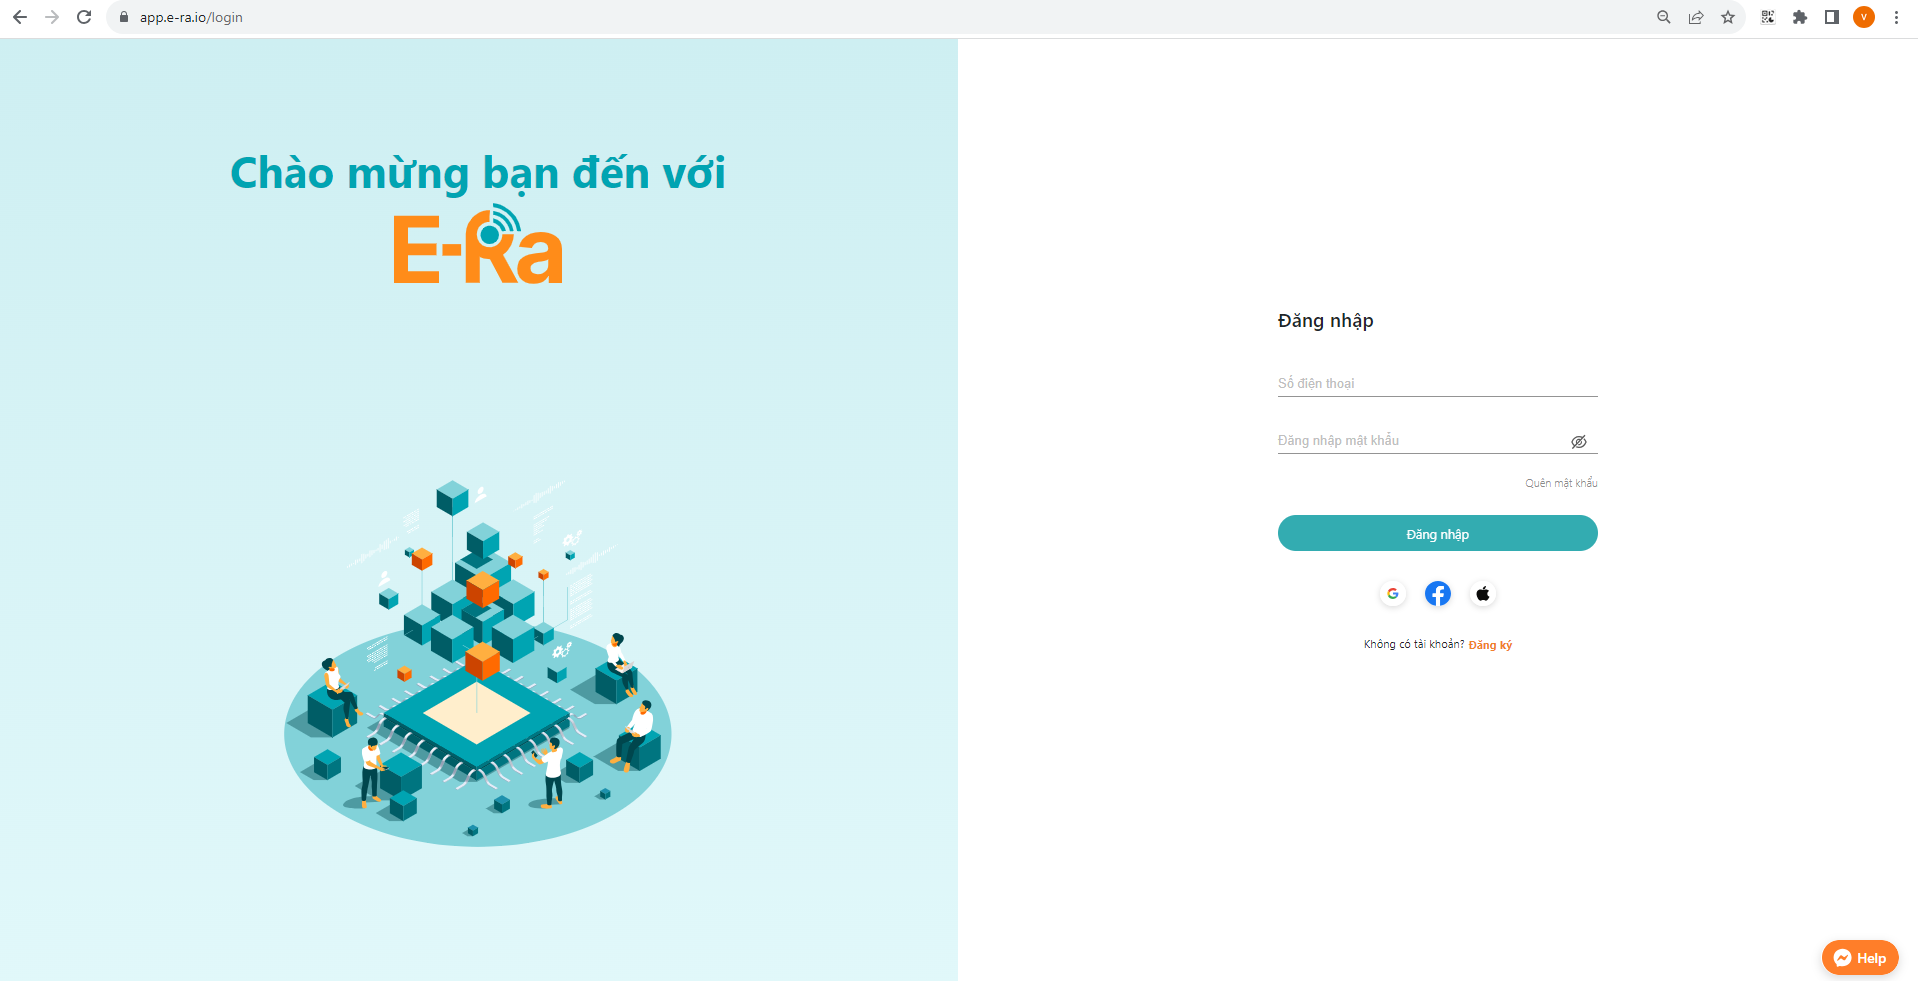 app.e-ra.io/login
V
Chào mừng bạn đến với
E-Ra
Đăng nhập
Số điện thoại
Đăng nhập mật khẩu
Quên mật khẩu
Đăng nhập
Không có tài khoản? Đăng ký
Help